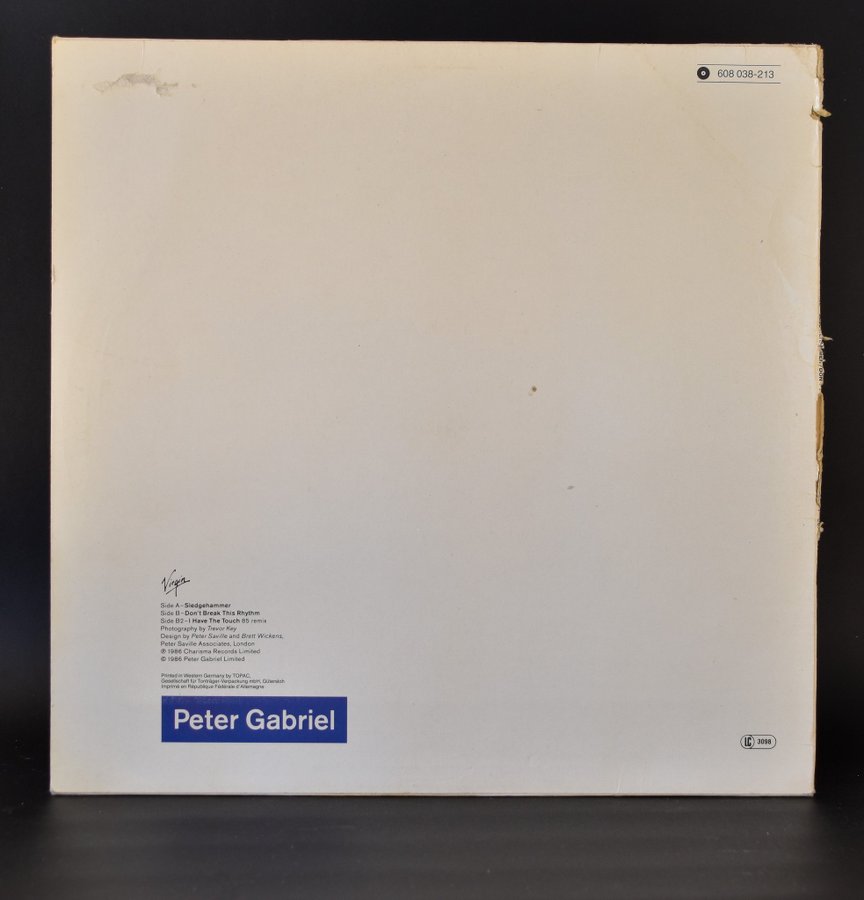 608 038-213
Virgin
Side A-Sledgehammer
Side B-Don't Break This Rhythm
Side B2-I Have The Touch 85 remix
Photography by Trevor Key
Design by Peter Saville and Brett Wickens,
Peter Saville Associates, London
℗ 1986 Charisma Records Limited
© 1986 Peter Gabriel Limited
Printed in Western Germany by TOPAC,
Gesellschaft für Tonträger-Verpackung mbH, Gütersloh
Imprimé en République Fédérale d'Allemagne
Peter Gabriel
LC 3098